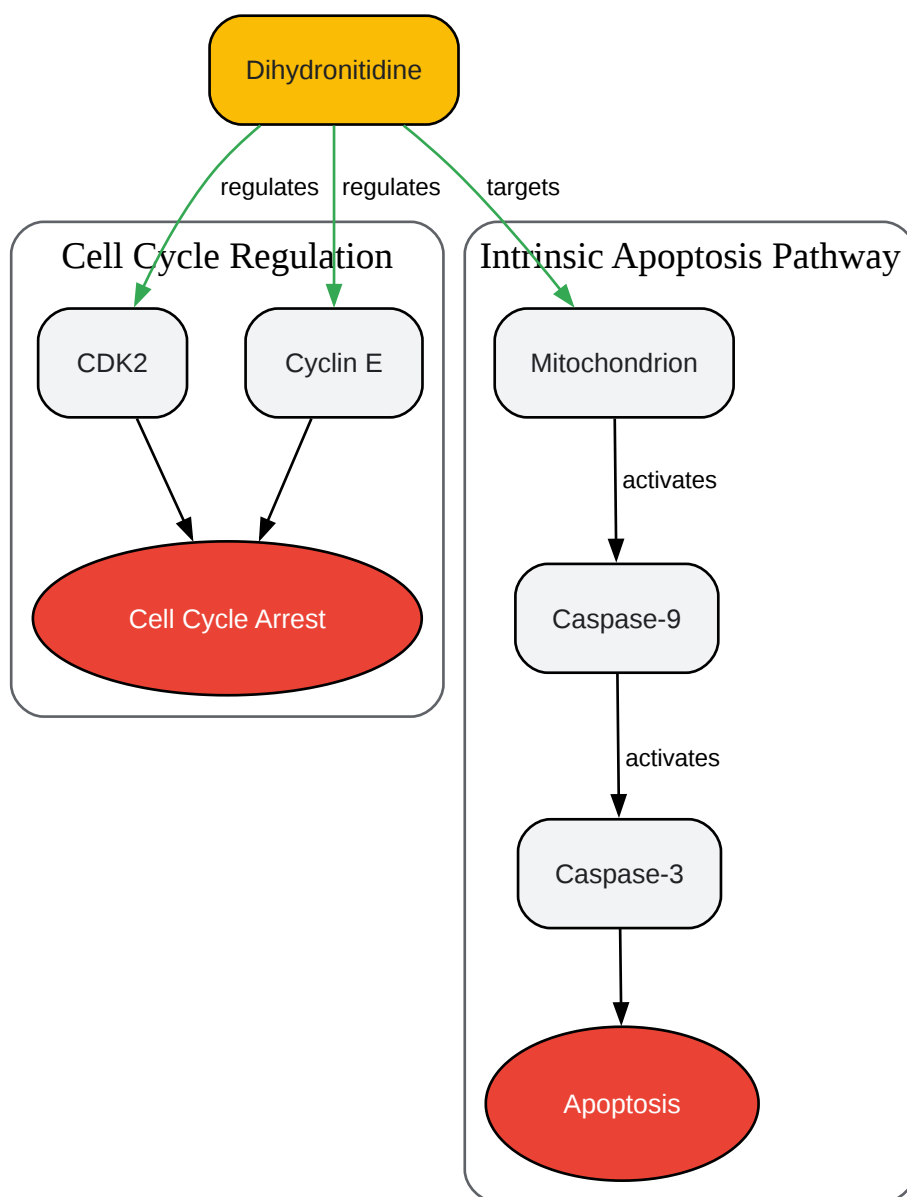 Dihydronitidine
regulates
regulates
targets
Cell Cycle Regulation
Intrinsic Apoptosis Pathway
CDK2
Cyclin E
Mitochondrion
activates
Cell Cycle Arrest
Caspase-9
activates
Caspase-3
Apoptosis